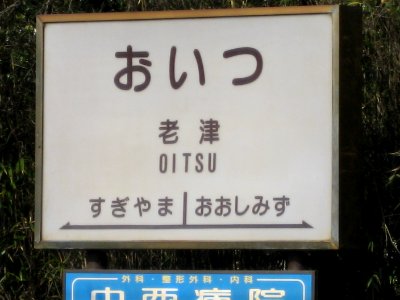 おいつ
老津
OITSU
すぎやま おおしみず
外科・整形外科・内科
中西病院